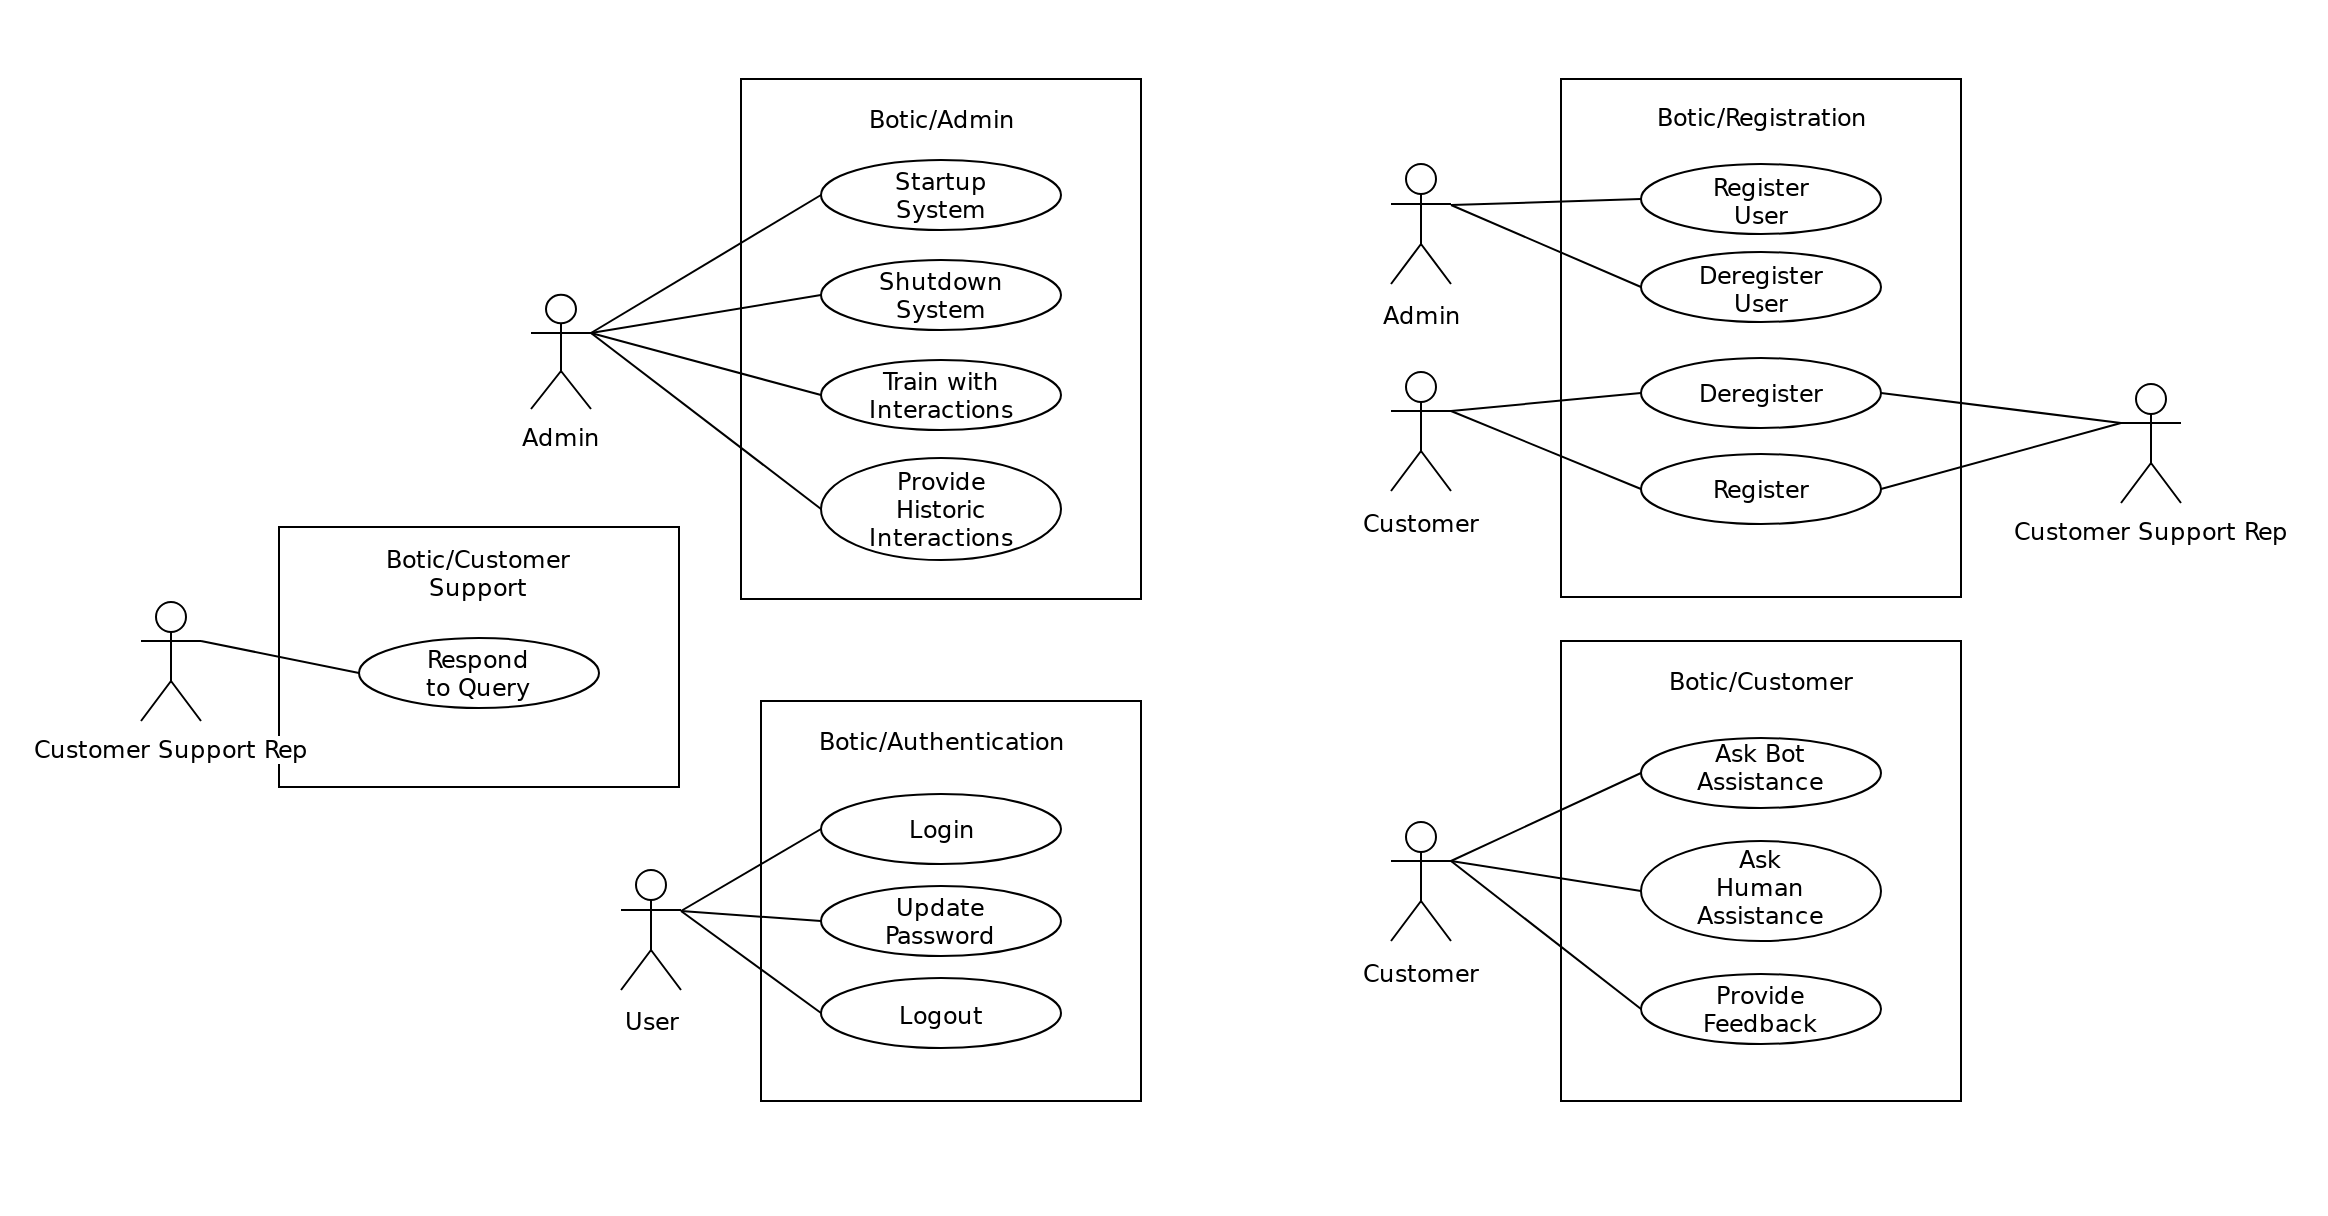 Botic/Admin
Startup
System
Shutdown
System
Train with
Interactions
Provide
Historic
Interactions
Admin
Botic/Customer
Support
Respond
to Query
Customer Support Rep
Botic/Authentication
Login
Update
Password
Logout
User
Botic/Registration
Register
User
Deregister
User
Deregister
Register
Admin
Customer
Customer Support Rep
Botic/Customer
Ask Bot
Assistance
Ask
Human
Assistance
Provide
Feedback
Customer